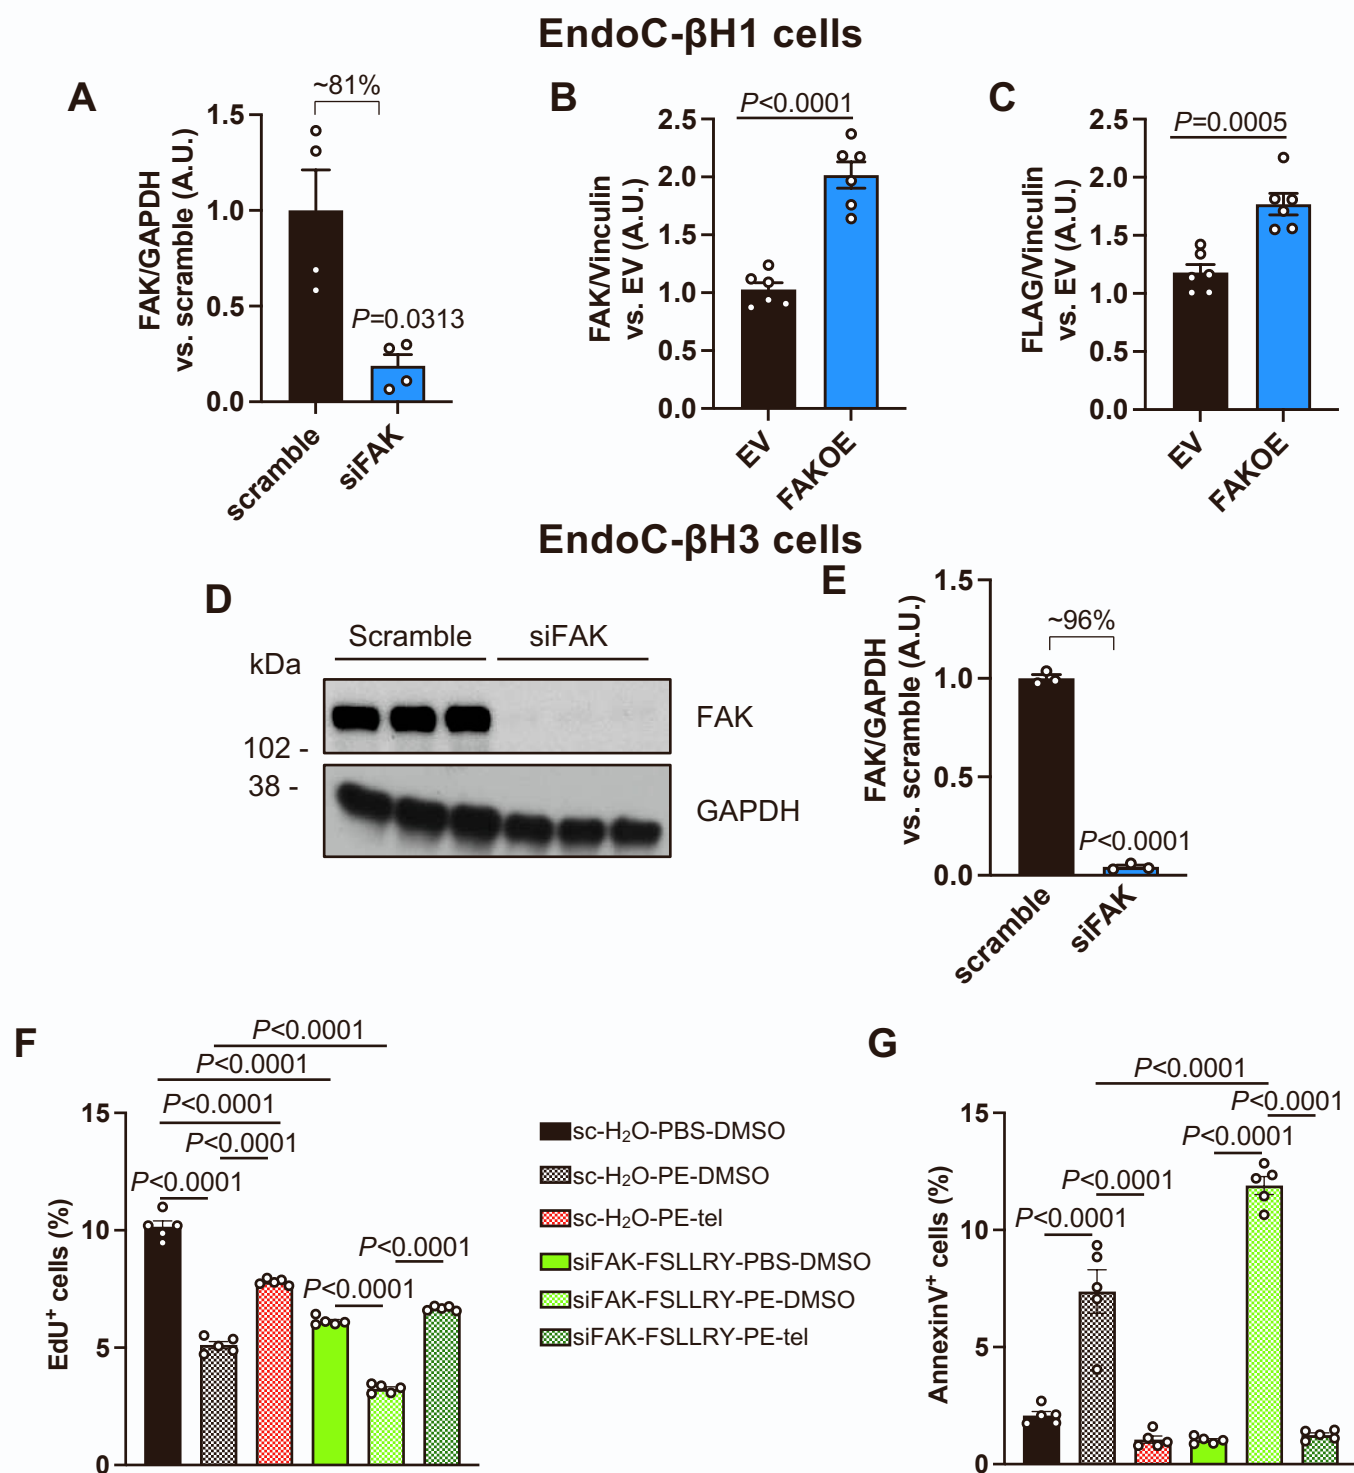 EndoC-βH1 cells
A
~81%
FAK/GAPDH
vs. scramble (A.U.)
1.5
1.0
0.5
0.0
P=0.0313
scramble
siFAK
B
P<0.0001
FAK/Vinculin
vs. EV (A.U.)
2.5
2.0
1.5
1.0
0.5
0.0
EV
FAKOE
C
P=0.0005
FLAG/Vinculin
vs. EV (A.U.)
2.5
2.0
1.5
1.0
0.5
0.0
EV
FAKOE
EndoC-βH3 cells
D
Scramble
siFAK
kDa
FAK
102 -
38 -
GAPDH
E
~96%
FAK/GAPDH
vs. scramble (A.U.)
1.5
1.0
0.5
0.0
P<0.0001
scramble
siFAK
F
P<0.0001
P<0.0001
P<0.0001
P<0.0001
P<0.0001
P<0.0001
P<0.0001
EdU⁺ cells (%)
15
10
5
0
sc-H₂O-PBS-DMSO
sc-H₂O-PE-DMSO
sc-H₂O-PE-tel
siFAK-FSLLRY-PBS-DMSO
siFAK-FSLLRY-PE-DMSO
siFAK-FSLLRY-PE-tel
G
P<0.0001
P<0.0001
P<0.0001
P<0.0001
P<0.0001
AnnexinV⁺ cells (%)
15
10
5
0